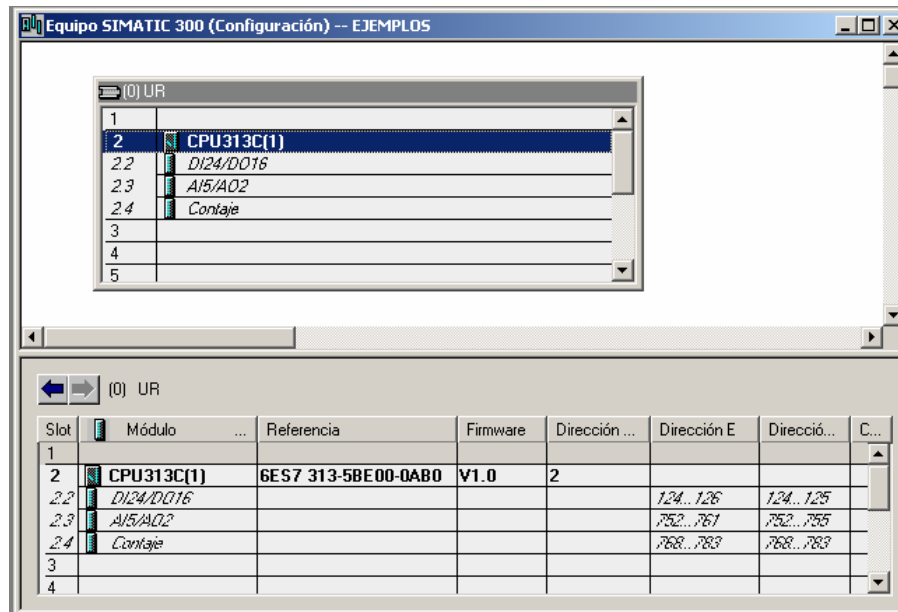 Equipo SIMATIC 300 (Configuración) -- EJEMPLOS
(0) UR
1
2 CPU313C(1)
2.2 DI24/DO16
2.3 AI5/AO2
2.4 Contaje
3
4
5
(0) UR
Slot Módulo ... Referencia Firmware Dirección ... Dirección E Direcció... C...
1
2 CPU313C(1) 6ES7 313-5BE00-0AB0 V1.0 2
2.2 DI24/DO16 124...126 124...125
2.3 AI5/AO2 752...761 752...755
2.4 Contaje 768...783 768...783
3
4